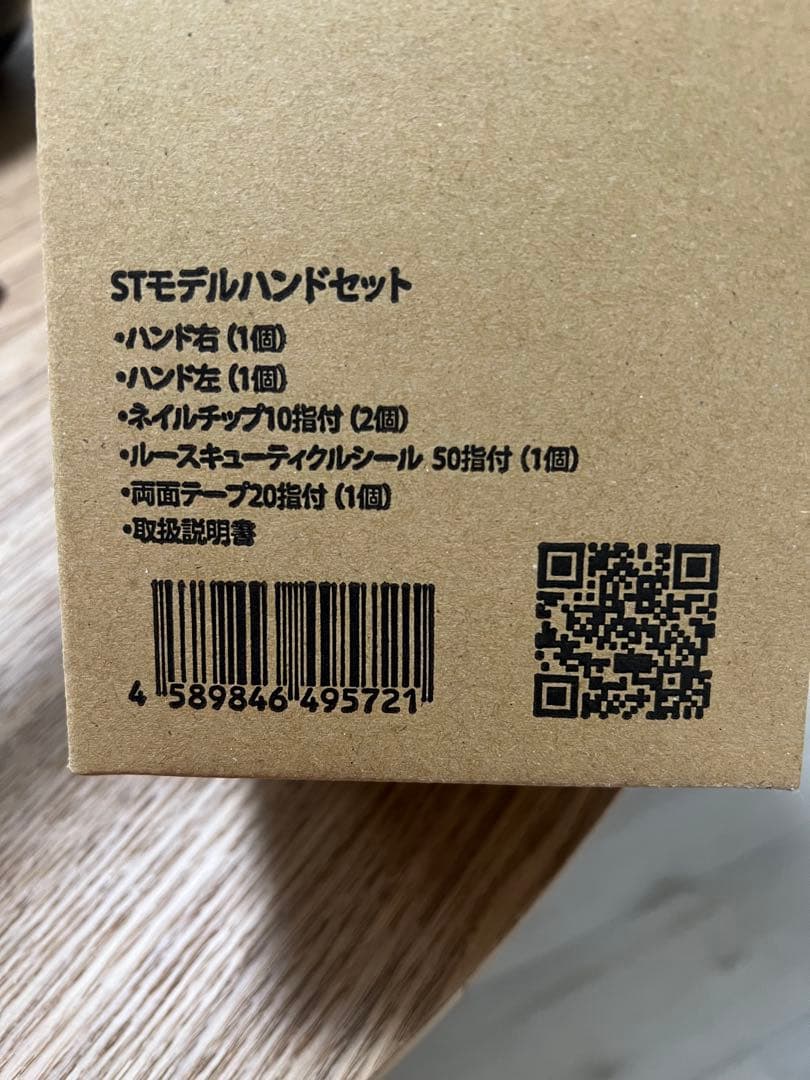 STモデルハンドセット
・ハンド右（1個）
・ハンド左（1個）
・ネイルチップ10指付（2個）
・ルースキューティクルシール 50指付（1個）
・両面テープ20指付（1個）
・取扱説明書
4 589846 495721